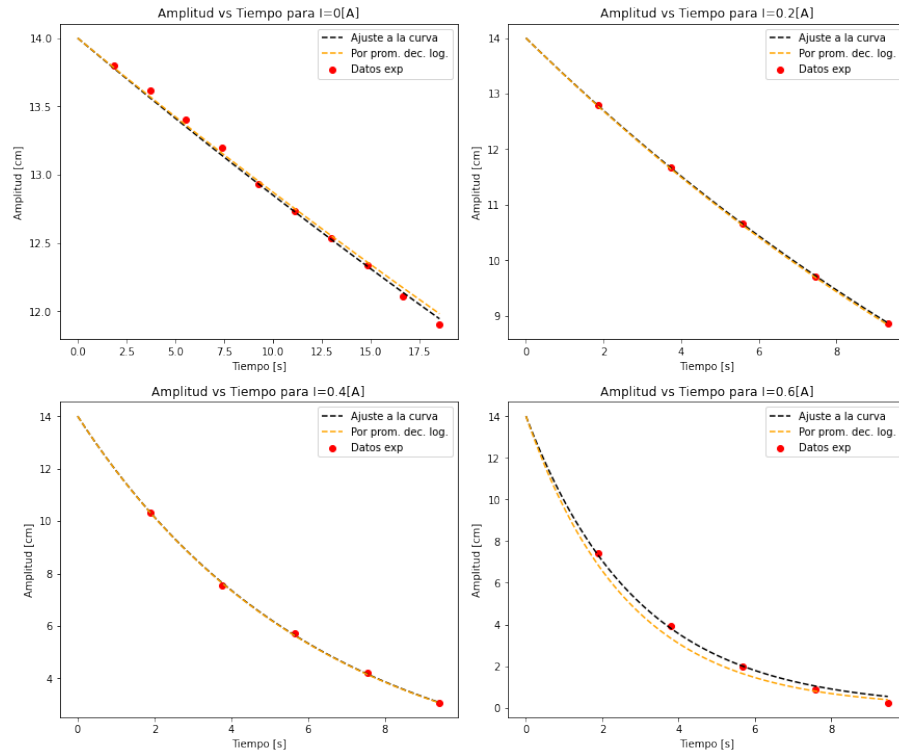 Amplitud vs Tiempo para I=0[A]
Ajuste a la curva
Por prom. dec. log.
Datos exp
Amplitud [cm]
14.0
13.5
13.0
12.5
12.0
0.0 2.5 5.0 7.5 10.0 12.5 15.0 17.5
Tiempo [s]
Amplitud vs Tiempo para I=0.2[A]
Ajuste a la curva
Por prom. dec. log.
Datos exp
Amplitud [cm]
14
13
12
11
10
9
0 2 4 6 8
Tiempo [s]
Amplitud vs Tiempo para I=0.4[A]
Ajuste a la curva
Por prom. dec. log.
Datos exp
Amplitud [cm]
14
12
10
8
6
4
0 2 4 6 8
Tiempo [s]
Amplitud vs Tiempo para I=0.6[A]
Ajuste a la curva
Por prom. dec. log.
Datos exp
Amplitud [cm]
14
12
10
8
6
4
2
0
0 2 4 6 8
Tiempo [s]